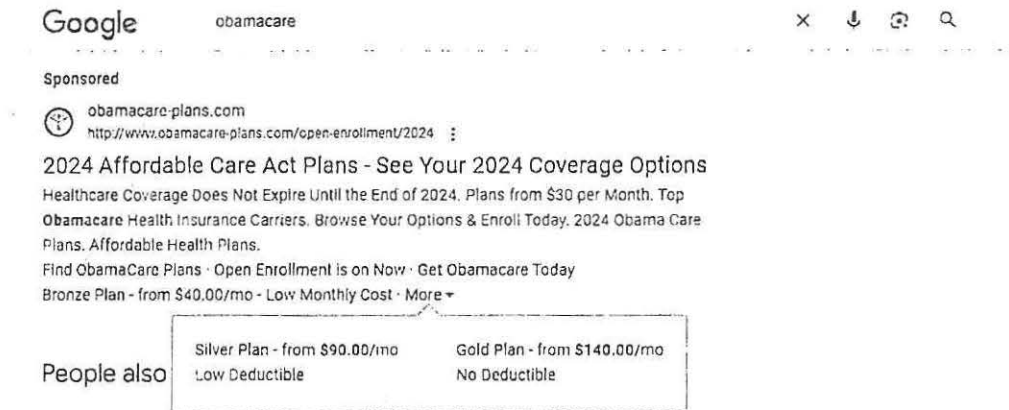 Google
obamacare
Sponsored
obamacare-plans.com
http://www.obamacare-plans.com/open-enrollment/2024
2024 Affordable Care Act Plans - See Your 2024 Coverage Options
Healthcare Coverage Does Not Expire Until the End of 2024. Plans from $30 per Month. Top
Obamacare Health Insurance Carriers. Browse Your Options & Enroll Today. 2024 Obama Care
Plans. Affordable Health Plans.
Find ObamaCare Plans · Open Enrollment is on Now · Get Obamacare Today
Bronze Plan - from $40.00/mo - Low Monthly Cost · More
Silver Plan - from $90.00/mo
Low Deductible
Gold Plan - from $140.00/mo
No Deductible
People also